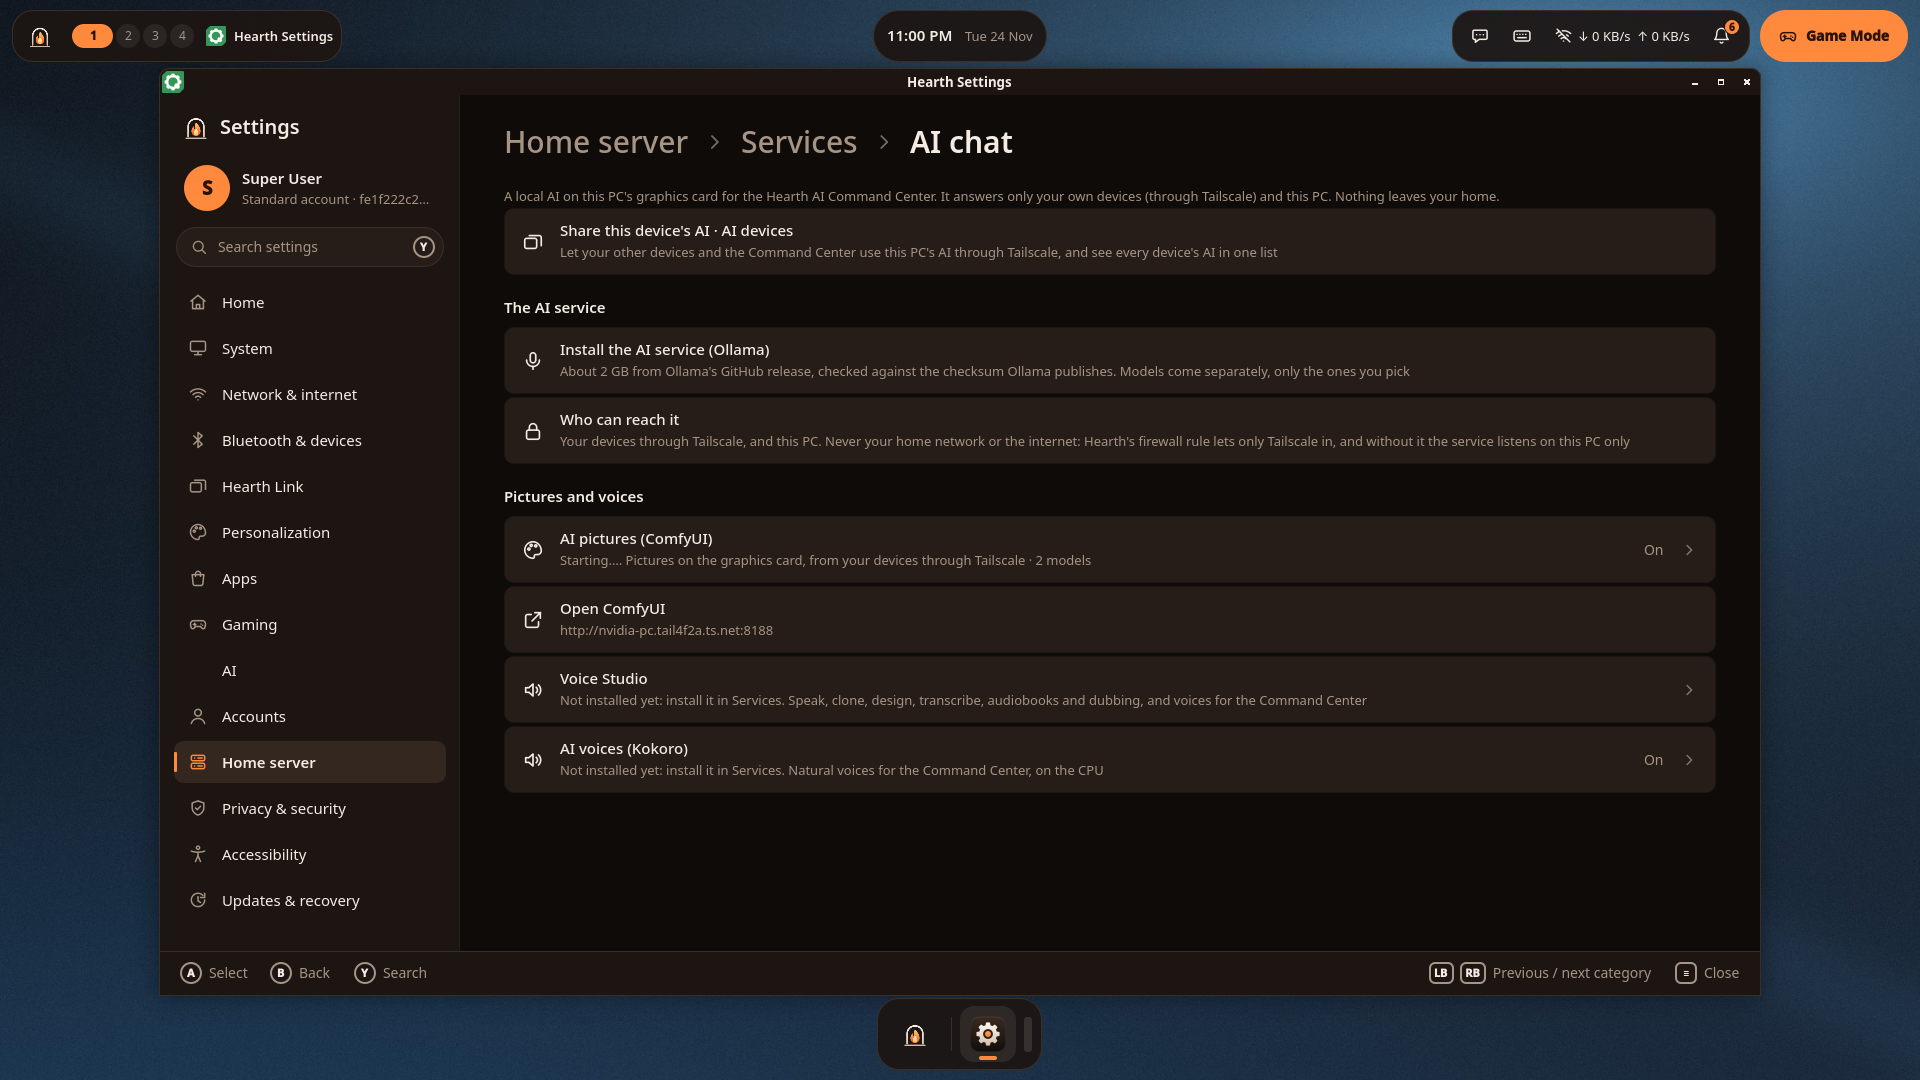 1 2 3 4 Hearth Settings
11:00 PM Tue 24 Nov
↓ 0 KB/s ↑ 0 KB/s 6
Game Mode
Hearth Settings
Settings
S
Super User
Standard account · fe1f222c2...
Search settings Y
Home
System
Network & internet
Bluetooth & devices
Hearth Link
Personalization
Apps
Gaming
AI
Accounts
Home server
Privacy & security
Accessibility
Updates & recovery
Home server > Services > AI chat
A local AI on this PC's graphics card for the Hearth AI Command Center. It answers only your own devices (through Tailscale) and this PC. Nothing leaves your home.
Share this device's AI · AI devices
Let your other devices and the Command Center use this PC's AI through Tailscale, and see every device's AI in one list
The AI service
Install the AI service (Ollama)
About 2 GB from Ollama's GitHub release, checked against the checksum Ollama publishes. Models come separately, only the ones you pick
Who can reach it
Your devices through Tailscale, and this PC. Never your home network or the internet: Hearth's firewall rule lets only Tailscale in, and without it the service listens on this PC only
Pictures and voices
AI pictures (ComfyUI)
Starting.... Pictures on the graphics card, from your devices through Tailscale · 2 models
On
Open ComfyUI
http://nvidia-pc.tail4f2a.ts.net:8188
Voice Studio
Not installed yet: install it in Services. Speak, clone, design, transcribe, audiobooks and dubbing, and voices for the Command Center
AI voices (Kokoro)
Not installed yet: install it in Services. Natural voices for the Command Center, on the CPU
On
A Select B Back Y Search
LB RB Previous / next category ≡ Close